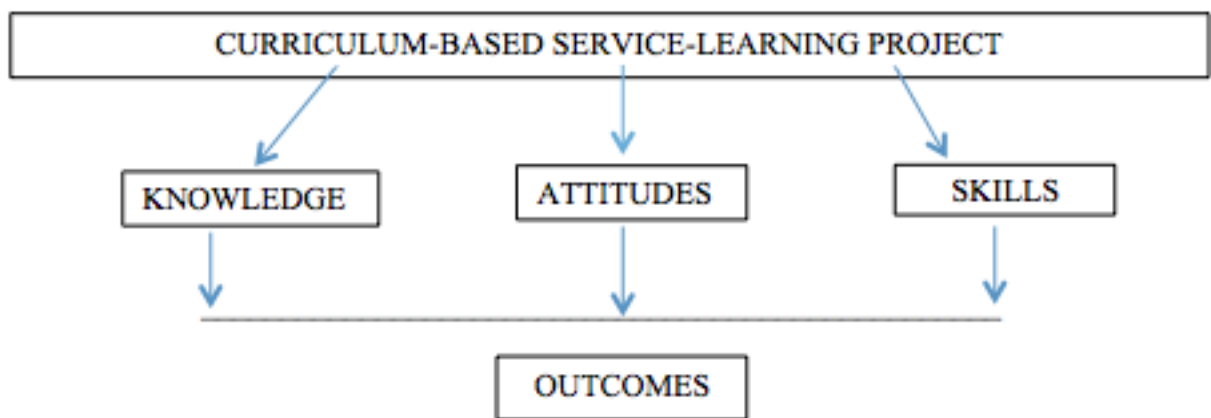 CURRICULUM-BASED SERVICE-LEARNING PROJECT
KNOWLEDGE
ATTITUDES
SKILLS
OUTCOMES